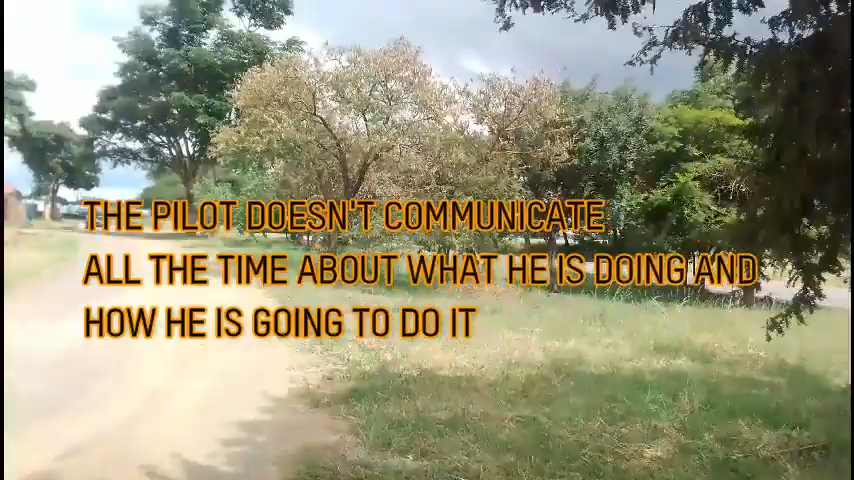 THE PILOT DOESN'T COMMUNICATE
ALL THE TIME ABOUT WHAT HE IS DOING AND
HOW HE IS GOING TO DO IT